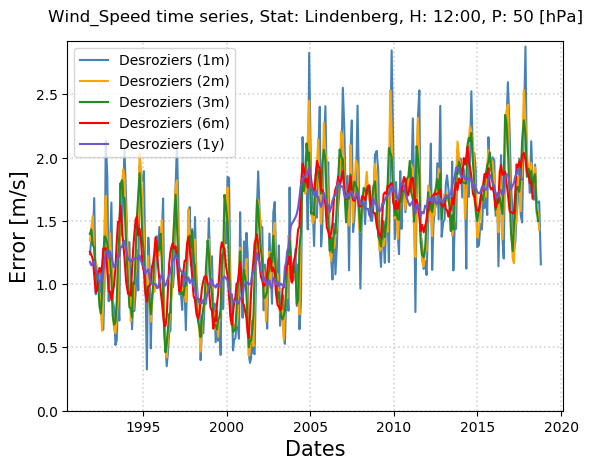 Wind_Speed time series, Stat: Lindenberg, H: 12:00, P: 50 [hPa]
Desroziers (1m)
Desroziers (2m)
Desroziers (3m)
Desroziers (6m)
Desroziers (1y)
Error [m/s]
2.5
2.0
1.5
1.0
0.5
0.0
1995 2000 2005 2010 2015 2020
Dates